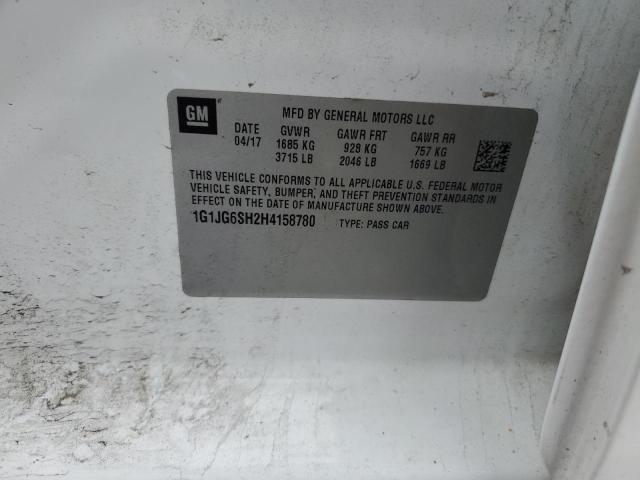 GM
MFD BY GENERAL MOTORS LLC
DATE GVWR GAWR FRT GAWR RR
04/17 1685 KG 928 KG 757 KG
3715 LB 2046 LB 1669 LB
THIS VEHICLE CONFORMS TO ALL APPLICABLE U.S. FEDERAL MOTOR
VEHICLE SAFETY, BUMPER, AND THEFT PREVENTION STANDARDS IN
EFFECT ON THE DATE OF MANUFACTURE SHOWN ABOVE.
1G1JG6SH2H4158780 TYPE: PASS CAR